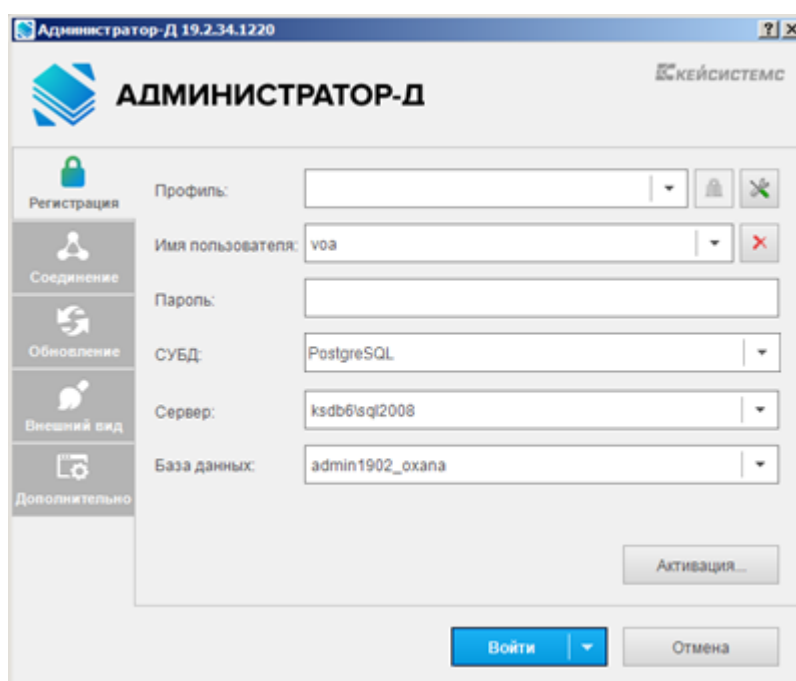 Администратор-Д 19.2.34.1220
АДМИНИСТРАТОР-Д
КЕЙСИСТЕМС
Регистрация
Соединение
Обновление
Внешний вид
Дополнительно
Профиль:
Имя пользователя: voa
Пароль:
СУБД: PostgreSQL
Сервер: ksdb6\sql2008
База данных: admin1902_oxana
Активация...
Войти
Отмена